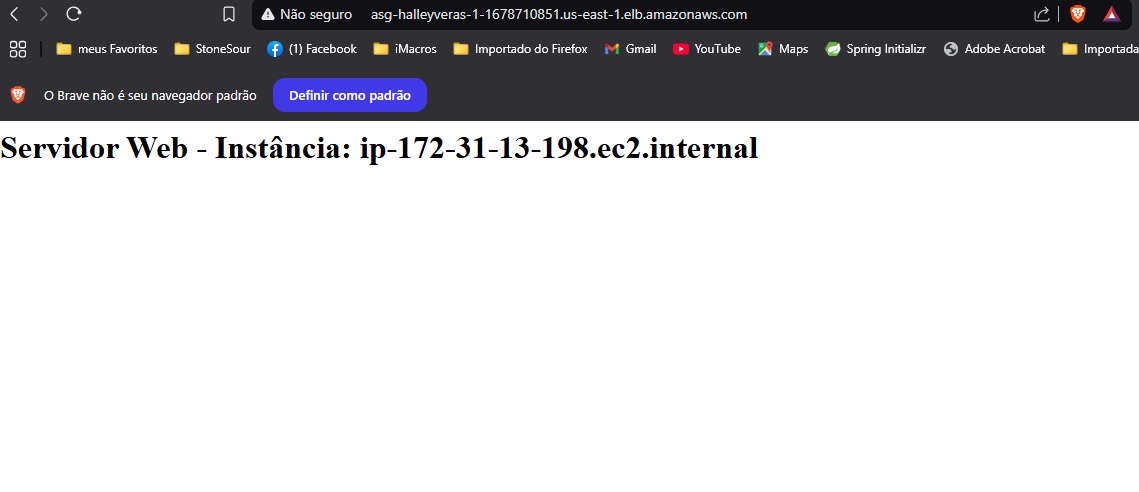 Não seguro asg-halleyveras-1-1678710851.us-east-1.elb.amazonaws.com
meus Favoritos StoneSour (1) Facebook iMacros Importado do Firefox Gmail YouTube Maps Spring Initializr Adobe Acrobat Importada
O Brave não é seu navegador padrão Definir como padrão
Servidor Web - Instância: ip-172-31-13-198.ec2.internal